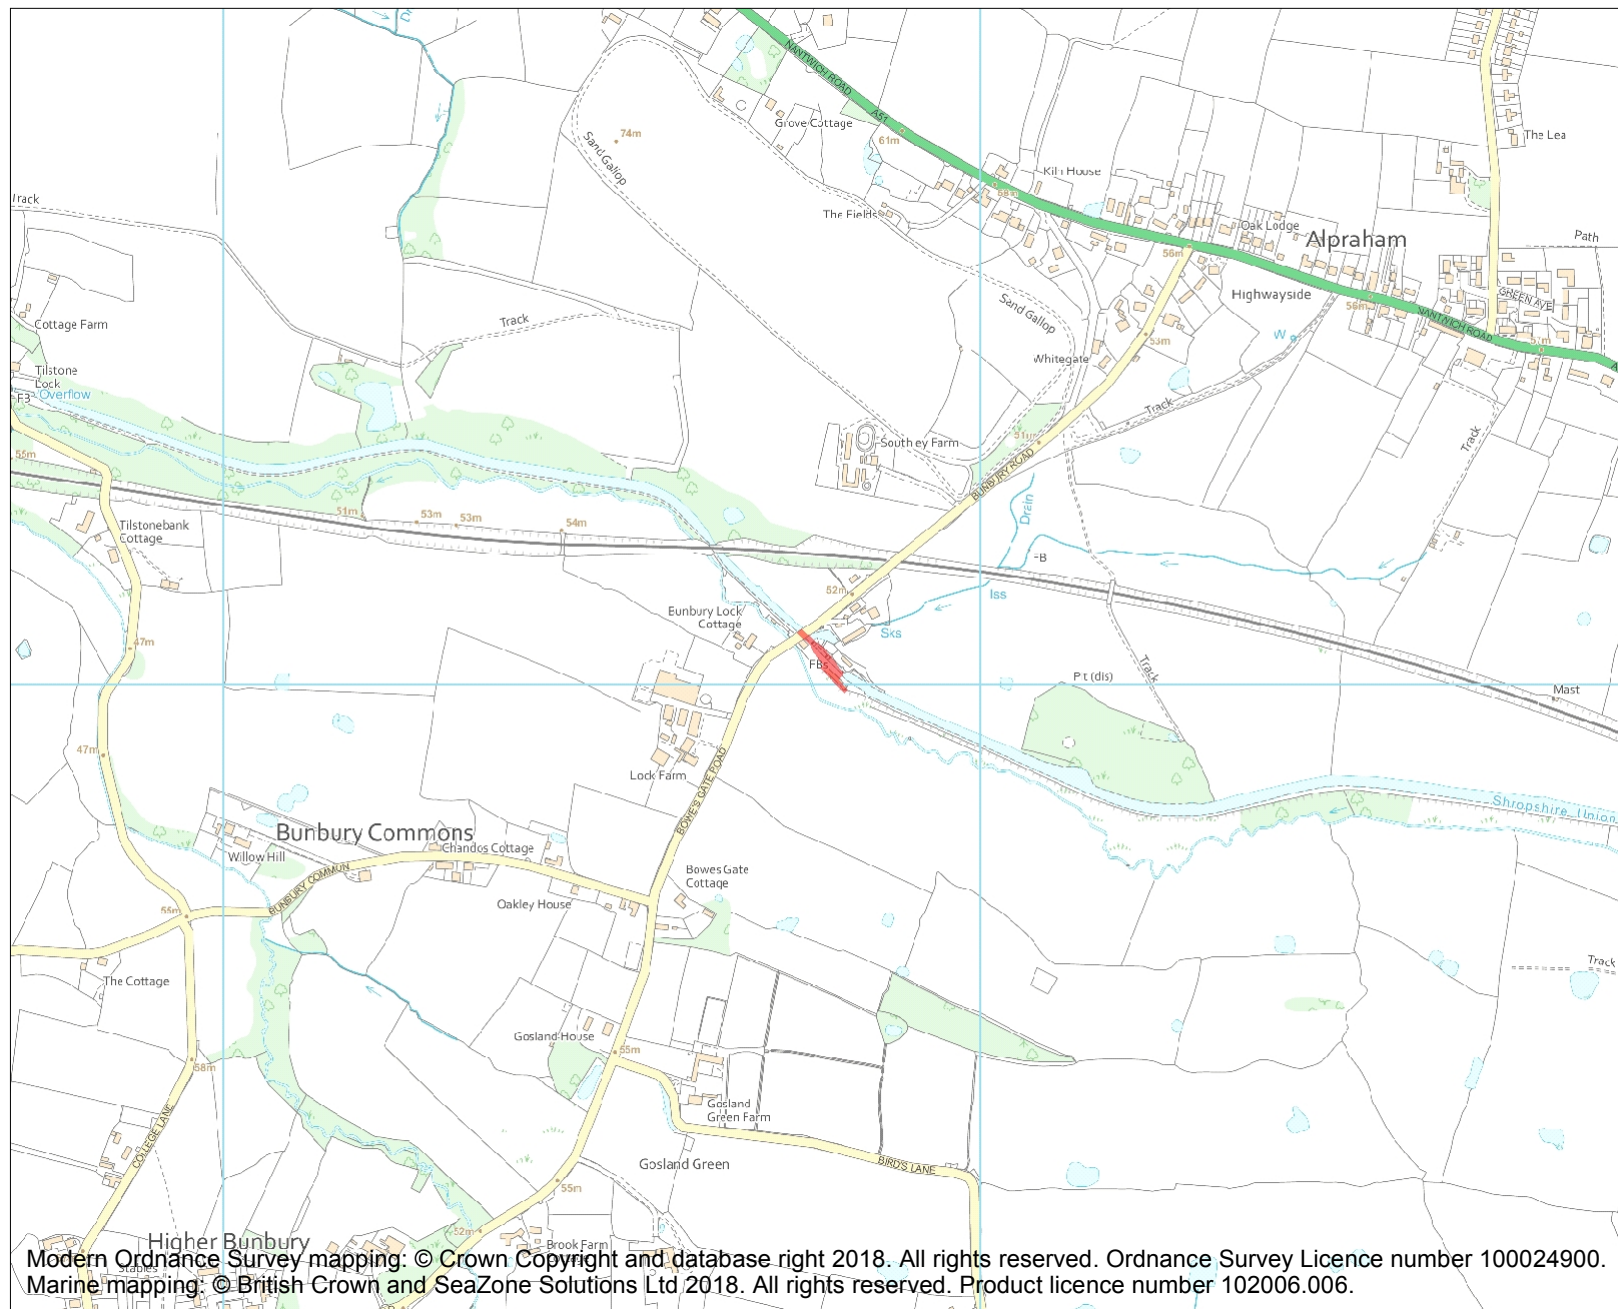 NANTWICH ROAD
A51
74m
Sand Gallop
Grove Cottage
61m
The Lea
Kiln House
58m
The Fields
Track
Oak Lodge
Alpraham
Path
56m
Highwayside
GREEN AVE
Sand Gallop
NANTWICH ROAD
Cottage Farm
Track
53m
W
Whitegate
Tilstone
Lock
Overflow
Track
51m
Southey Farm
Track
55m
BUNBURY ROAD
Drain
51m
53m
53m
54m
Tilstonebank
Cottage
FB
52m
Iss
Bunbury Lock
Cottage
Sks
47m
FBs
Track
Pit (dis)
Mast
47m
Lock Farm
BOWE'S GATE ROAD
Shropshire Union
Bunbury Commons
Chandos Cottage
Willow Hill
BUNBURY COMMON
Bowes Gate
Cottage
Oakley House
55m
Track
The Cottage
Gosland House
55m
58m
Gosland
Green Farm
COLLEGE LANE
Gosland Green
BIRD'S LANE
55m
52m
Higher Bunbury
Brook Farm
Stables
Modern Ordnance Survey mapping: © Crown Copyright and database right 2018. All rights reserved. Ordnance Survey Licence number 100024900.
Marine mapping: © British Crown and SeaZone Solutions Ltd 2018. All rights reserved. Product licence number 102006.006.